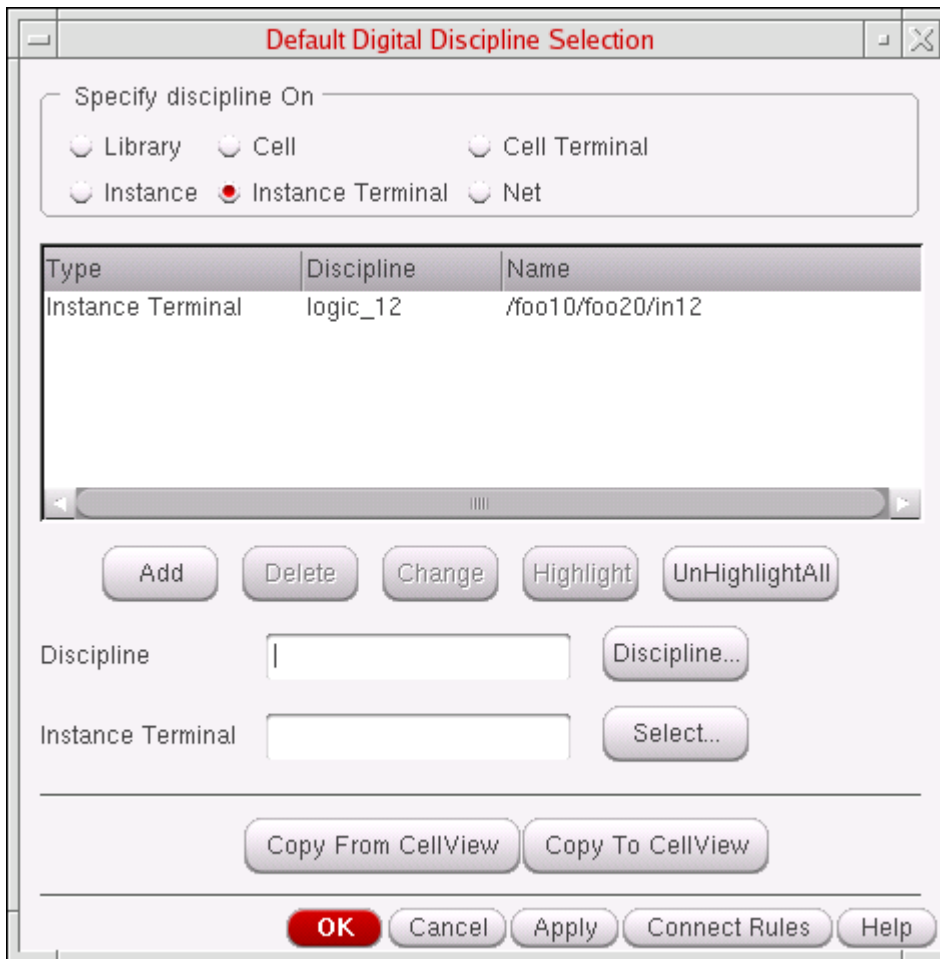 Default Digital Discipline Selection
Specify discipline On
Library Cell Cell Terminal
Instance Instance Terminal Net
Type Discipline Name
Instance Terminal logic_12 /foo10/foo20/in12
Add Delete Change Highlight UnHighlightAll
Discipline Discipline...
Instance Terminal Select...
Copy From CellView Copy To CellView
OK Cancel Apply Connect Rules Help